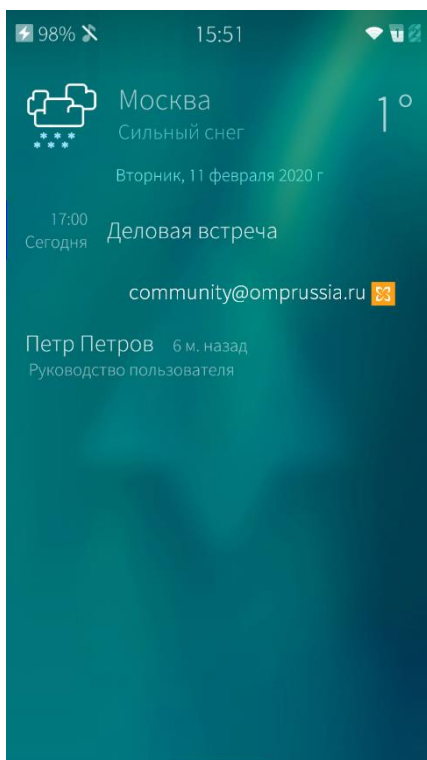 98% 15:51
Москва 1°
Сильный снег
Вторник, 11 февраля 2020 г
17:00
Сегодня Деловая встреча
community@omprussia.ru
Петр Петров 6 м. назад
Руководство пользователя